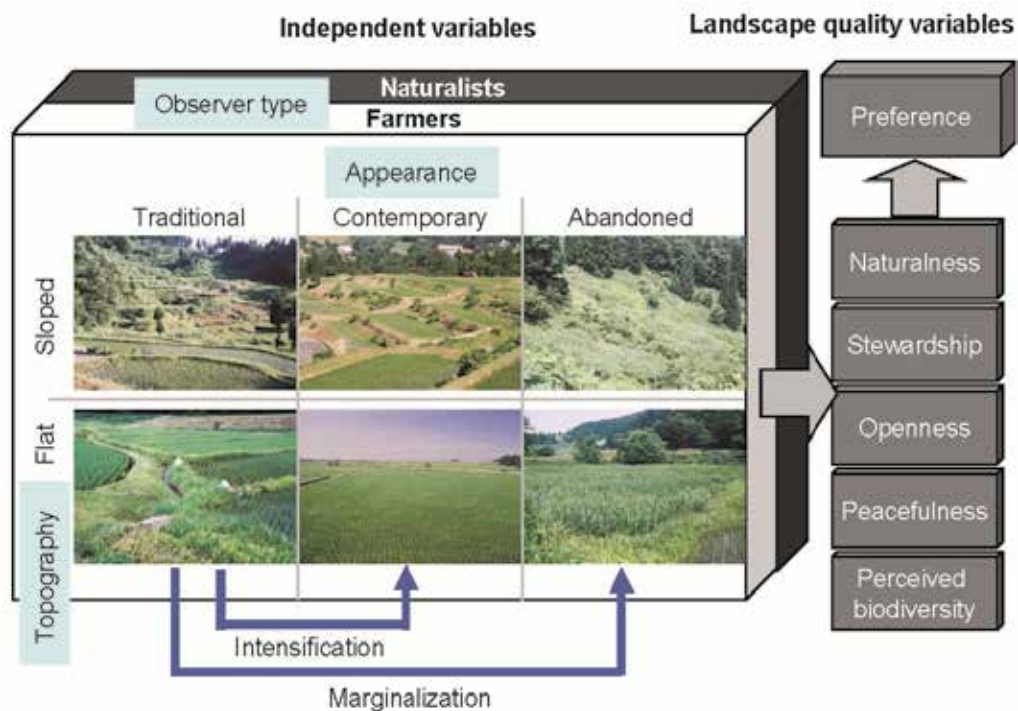 Independent variables
Landscape quality variables
Naturalists
Observer type
Farmers
Preference
Appearance
Traditional
Contemporary
Abandoned
Sloped
Flat
Topography
Naturalness
Stewardship
Openness
Peacefulness
Perceived
biodiversity
Intensification
Marginalization